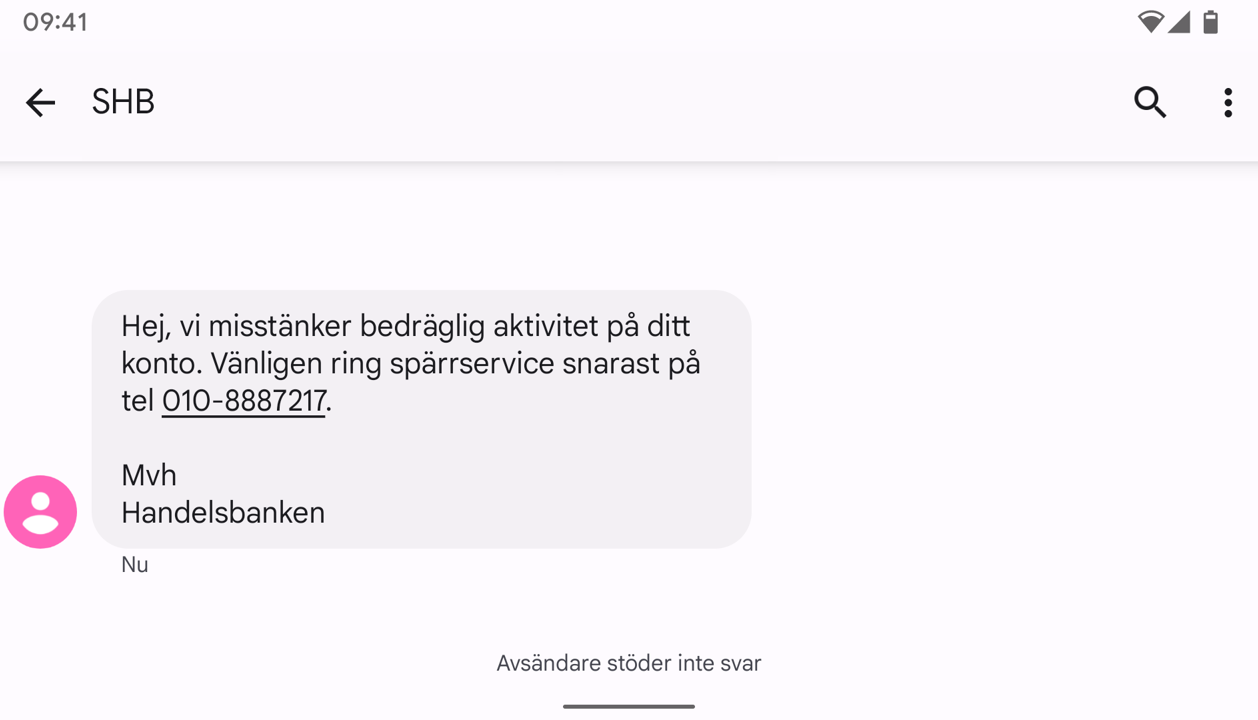 09:41
SHB
Hej, vi misstänker bedräglig aktivitet på ditt
konto. Vänligen ring spärrservice snarast på
tel 010-8887217.
Mvh
Handelsbanken
Nu
Avsändare stöder inte svar